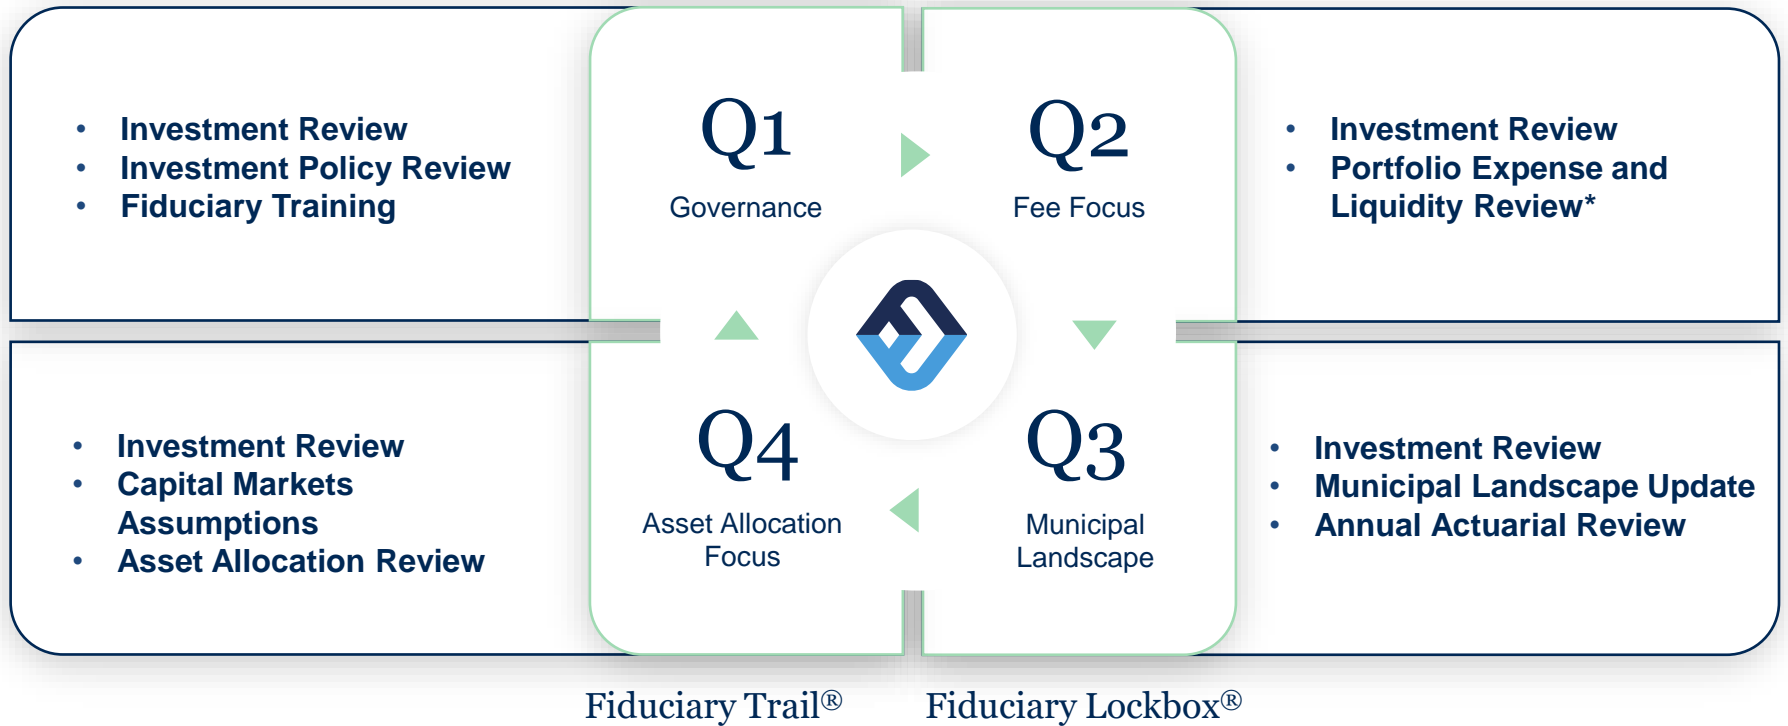 Q1
Governance
• Investment Review
• Investment Policy Review
• Fiduciary Training
Q2
Fee Focus
• Investment Review
• Portfolio Expense and
Liquidity Review*
Q4
Asset Allocation
Focus
• Investment Review
• Capital Markets
Assumptions
• Asset Allocation Review
Q3
Municipal
Landscape
• Investment Review
• Municipal Landscape Update
• Annual Actuarial Review
Fiduciary Trail®
Fiduciary Lockbox®